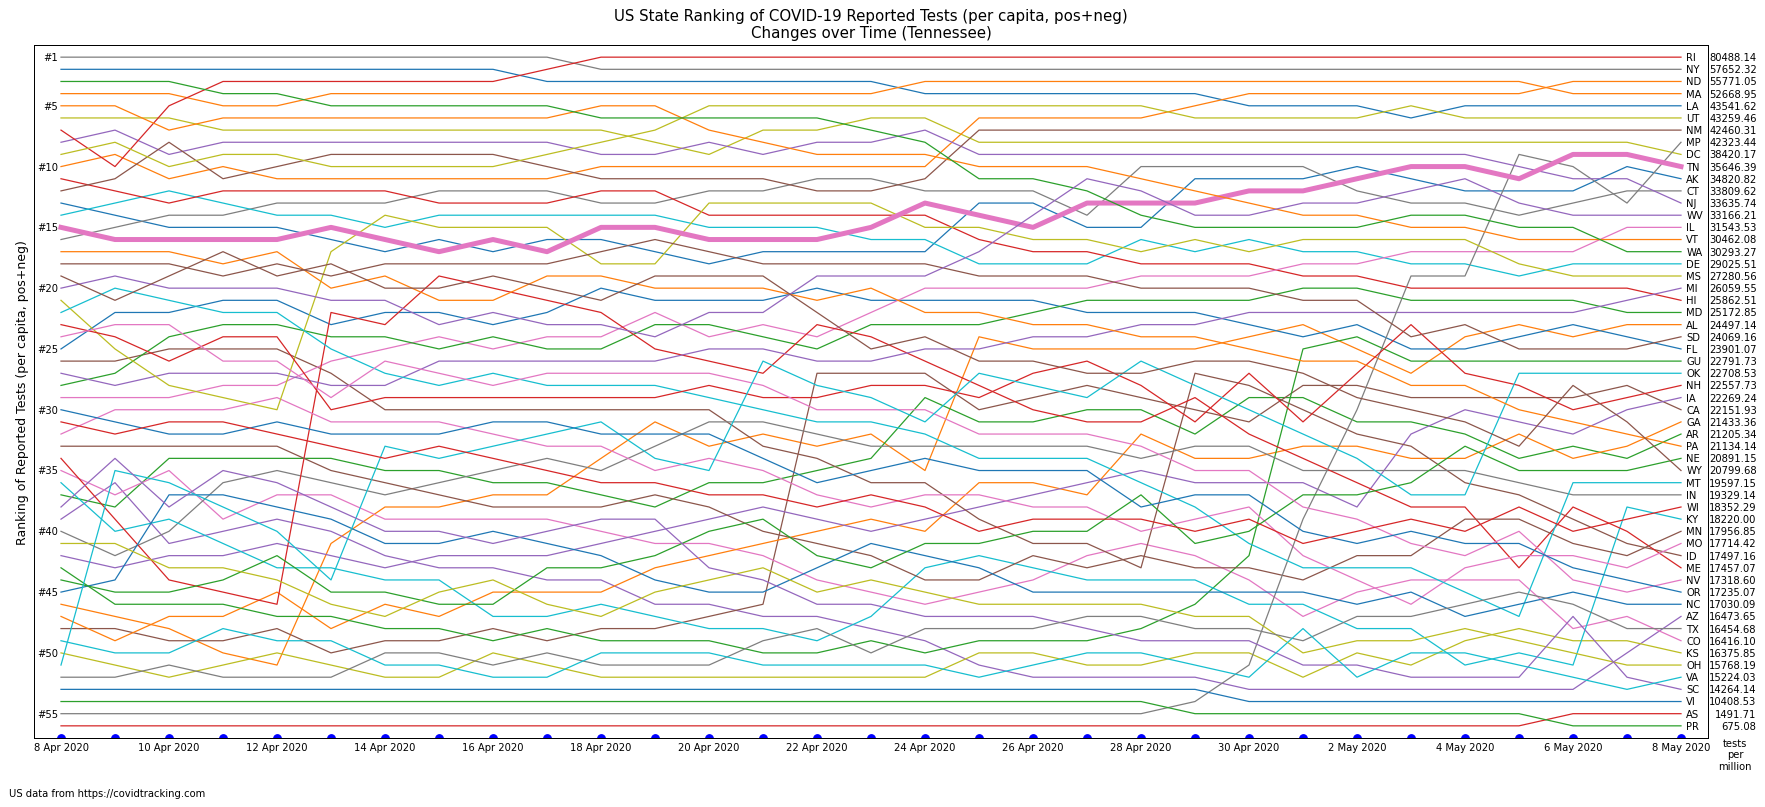 US State Ranking of COVID-19 Reported Tests (per capita, pos+neg)
Changes over Time (Tennessee)
Ranking of Reported Tests (per capita, pos+neg)
#1
#5
#10
#15
#20
#25
#30
#35
#40
#45
#50
#55
RI 80488.14
NY 57652.32
ND 55771.05
MA 52668.95
LA 43541.62
UT 43259.46
NM 42460.31
MP 42323.44
DC 38420.17
TN 35646.39
AK 34820.82
CT 33809.62
NJ 33635.74
WV 33166.21
IL 31543.53
VT 30462.08
WA 30293.27
DE 29025.51
MS 27280.56
MI 26059.55
HI 25862.51
MD 25172.85
AL 24497.14
SD 24069.16
FL 23901.07
GU 22791.73
OK 22708.53
NH 22557.73
IA 22269.24
CA 22151.93
GA 21433.36
AR 21205.34
PA 21134.14
NE 20891.15
WY 20799.68
MT 19597.15
IN 19329.14
WI 18352.29
KY 18220.00
MN 17956.85
MO 17714.42
ID 17497.16
ME 17457.07
NV 17318.60
OR 17235.07
NC 17030.09
AZ 16473.65
TX 16454.68
CO 16416.10
KS 16375.85
OH 15768.19
VA 15224.03
SC 14264.14
VI 10408.53
AS 1491.71
PR 675.08
8 Apr 2020 10 Apr 2020 12 Apr 2020 14 Apr 2020 16 Apr 2020 18 Apr 2020 20 Apr 2020 22 Apr 2020 24 Apr 2020 26 Apr 2020 28 Apr 2020 30 Apr 2020 2 May 2020 4 May 2020 6 May 2020 8 May 2020
tests
per
million
US data from https://covidtracking.com